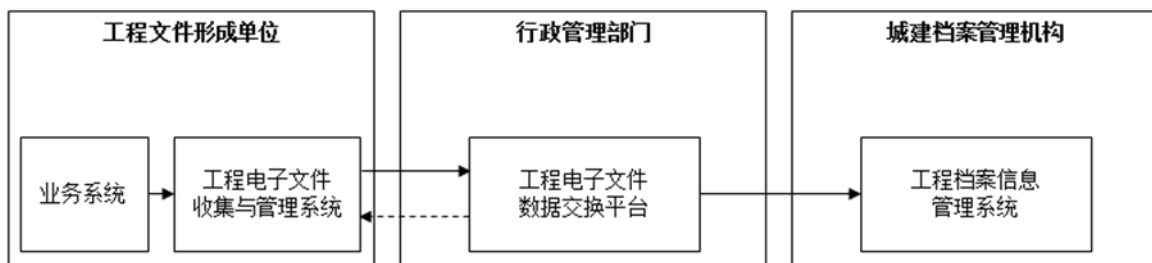 工程文件形成单位
行政管理部门
城建档案管理机构
业务系统
工程电子文件
收集与管理系统
工程电子文件
数据交换平台
工程档案信息
管理系统